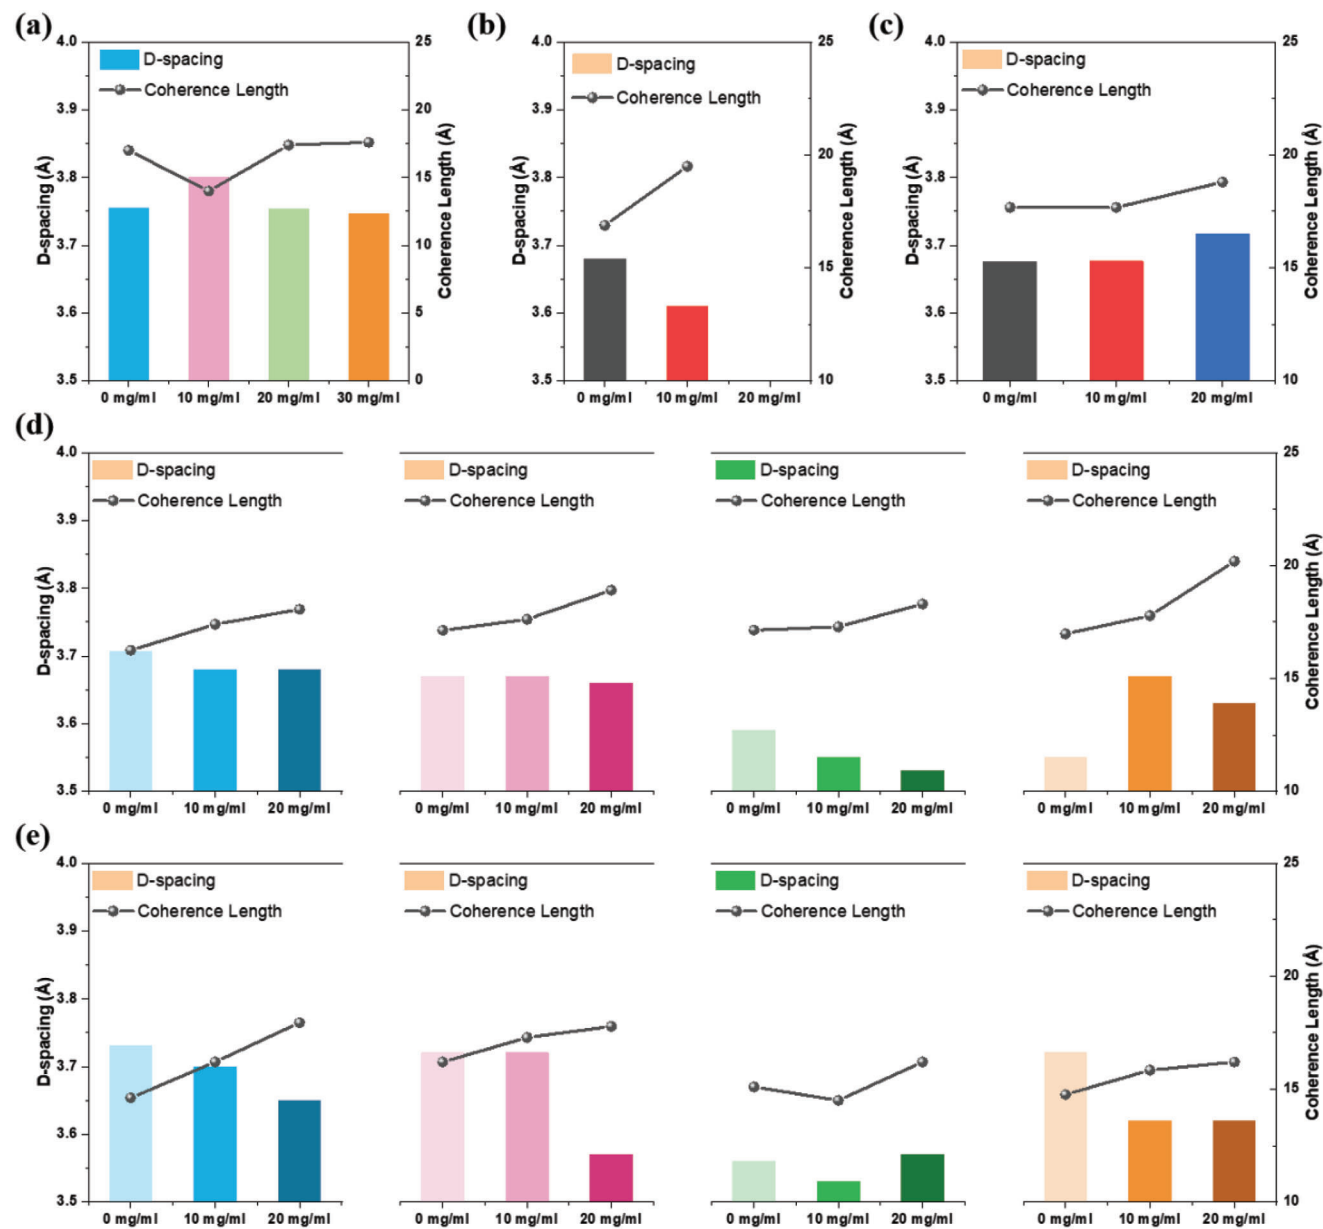 (a)
4.0
3.9
3.8
3.7
3.6
3.5
D-spacing (Å)
D-spacing
Coherence Length
25
20
15
10
5
0
Coherence Length (Å)
0 mg/ml 10 mg/ml 20 mg/ml 30 mg/ml
(b)
4.0
3.9
3.8
3.7
3.6
3.5
D-spacing (Å)
D-spacing
Coherence Length
25
20
15
10
Coherence Length (Å)
0 mg/ml 10 mg/ml 20 mg/ml
(c)
4.0
3.9
3.8
3.7
3.6
3.5
D-spacing (Å)
D-spacing
Coherence Length
25
20
15
10
Coherence Length (Å)
0 mg/ml 10 mg/ml 20 mg/ml
(d)
4.0
3.9
3.8
3.7
3.6
3.5
D-spacing (Å)
D-spacing
Coherence Length
0 mg/ml 10 mg/ml 20 mg/ml
D-spacing
Coherence Length
0 mg/ml 10 mg/ml 20 mg/ml
D-spacing
Coherence Length
0 mg/ml 10 mg/ml 20 mg/ml
D-spacing
Coherence Length
0 mg/ml 10 mg/ml 20 mg/ml
25
20
15
10
Coherence Length (Å)
(e)
4.0
3.9
3.8
3.7
3.6
3.5
D-spacing (Å)
D-spacing
Coherence Length
0 mg/ml 10 mg/ml 20 mg/ml
D-spacing
Coherence Length
0 mg/ml 10 mg/ml 20 mg/ml
D-spacing
Coherence Length
0 mg/ml 10 mg/ml 20 mg/ml
D-spacing
Coherence Length
0 mg/ml 10 mg/ml 20 mg/ml
25
20
15
10
Coherence Length (Å)